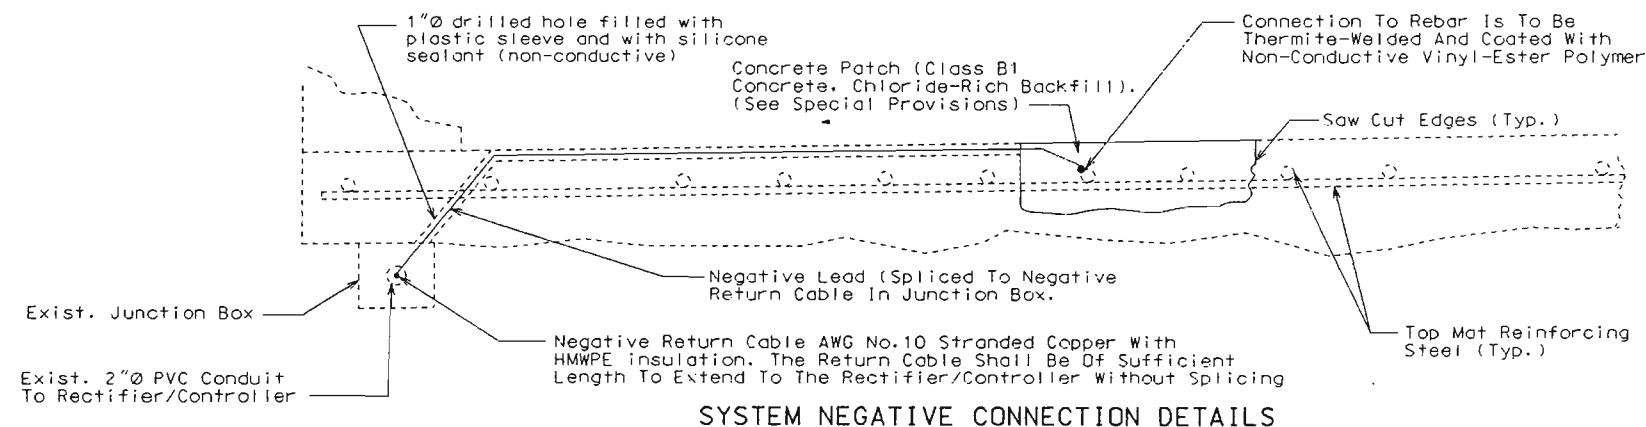 1"Ø drilled hole filled with
plastic sleeve and with silicone
sealant (non-conductive)
Concrete Patch (Class B1
Concrete, Chloride-Rich Backfill).
(See Special Provisions)
Connection To Rebar Is To Be
Thermite-Welded And Coated With
Non-Conductive Vinyl-Ester Polymer
Saw Cut Edges (Typ.)
Negative Lead (Spliced To Negative
Return Cable In Junction Box.
Exist. Junction Box
Negative Return Cable AWG No.10 Stranded Copper With
HMWPE insulation. The Return Cable Shall Be Of Sufficient
Length To Extend To The Rectifier/Controller Without Splicing
Top Mat Reinforcing
Steel (Typ.)
Exist. 2"Ø PVC Conduit
To Rectifier/Controller
SYSTEM NEGATIVE CONNECTION DETAILS